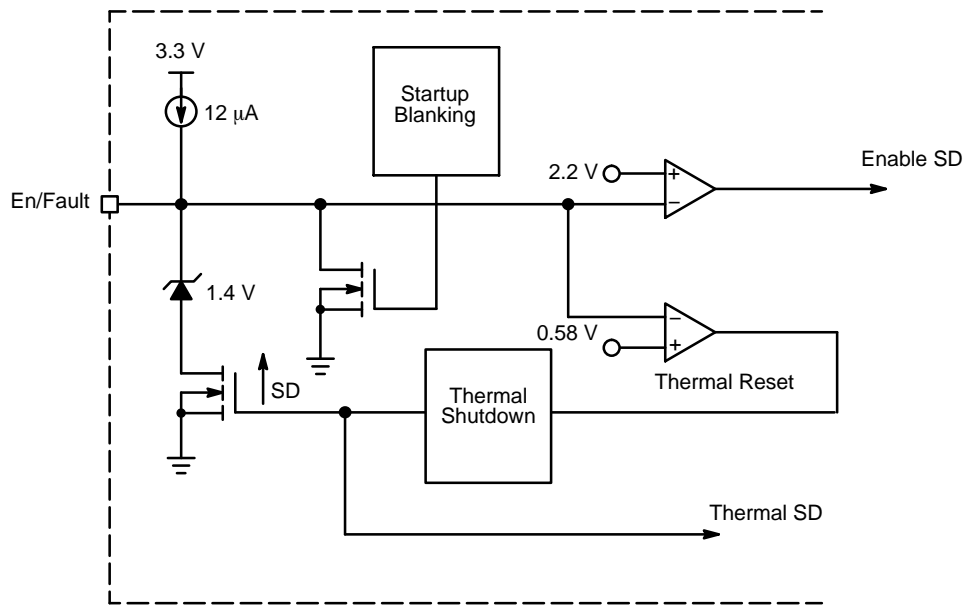 3.3 V
12 μA
Startup
Blanking
Enable SD
2.2 V
+
−
En/Fault
1.4 V
−
0.58 V
+
Thermal Reset
SD
Thermal
Shutdown
Thermal SD